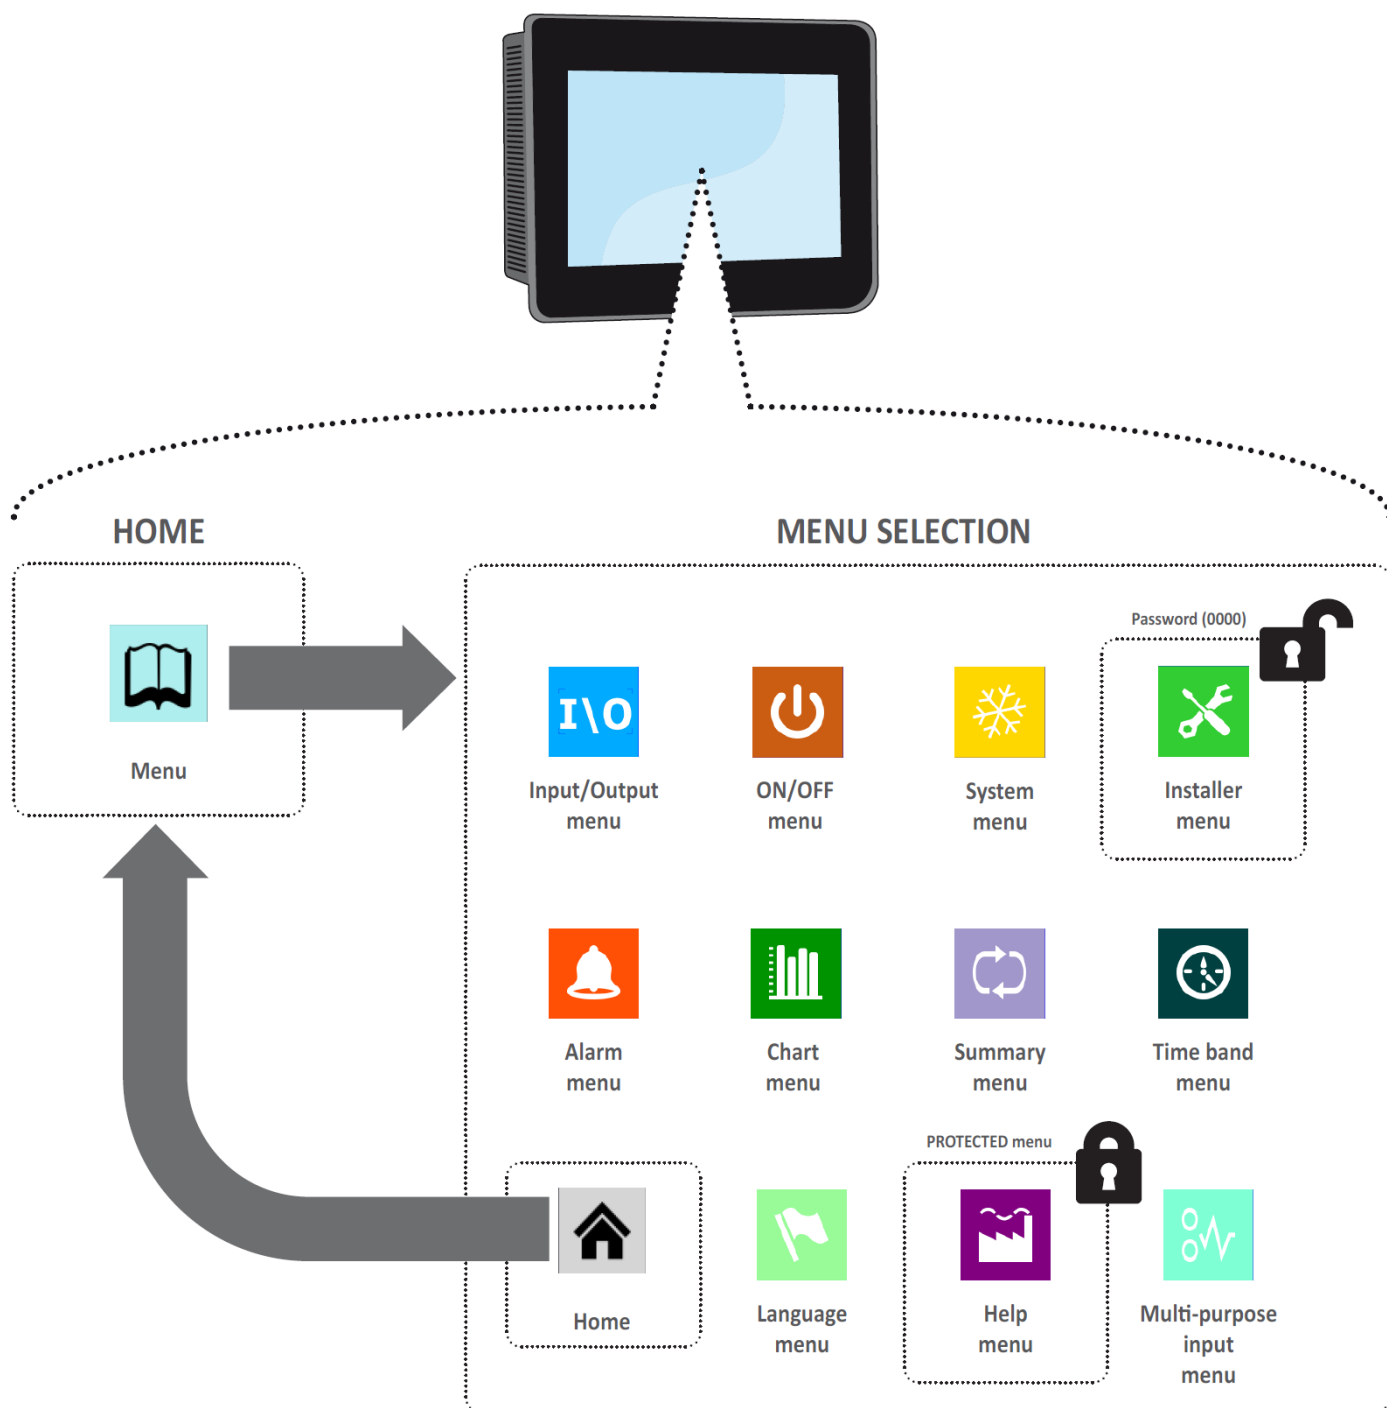 HOME
MENU SELECTION
Password (0000)
Menu
I\O
Input/Output
menu
ON/OFF
menu
System
menu
Installer
menu
Alarm
menu
Chart
menu
Summary
menu
Time band
menu
PROTECTED menu
Home
Language
menu
Help
menu
Multi-purpose
input
menu